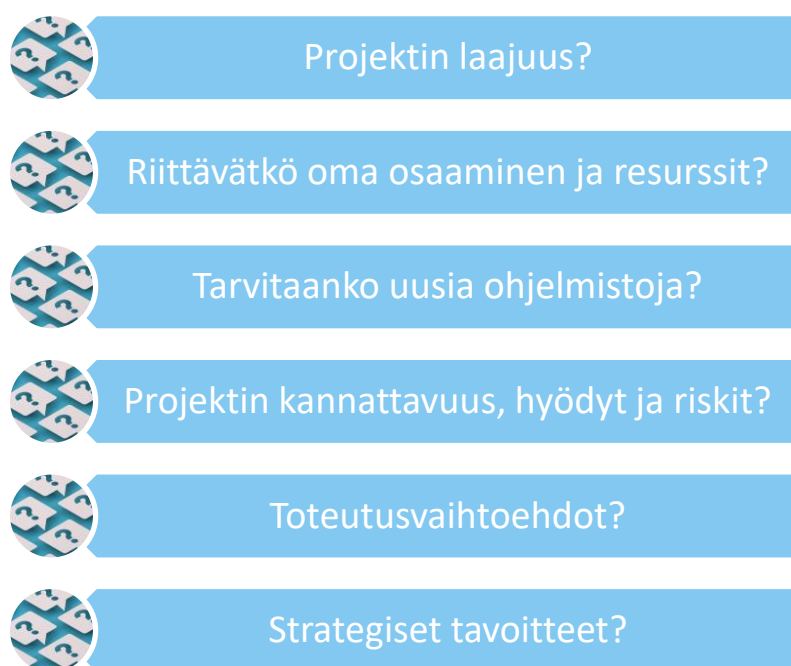 Projektin laajuus?
Riittävätkö oma osaaminen ja resurssit?
Tarvitaanko uusia ohjelmistoja?
Projektin kannattavuus, hyödyt ja riskit?
Toteutusvaihtoehdot?
Strategiset tavoitteet?